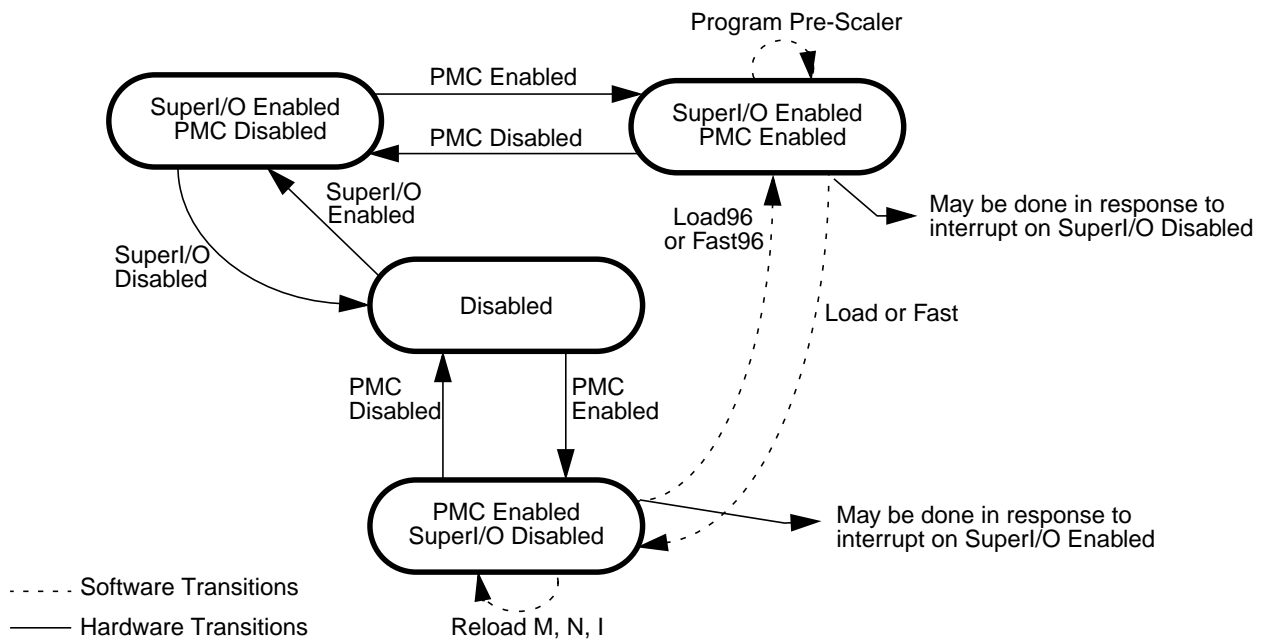 Program Pre-Scaler
PMC Enabled
SuperI/O Enabled
PMC Disabled
SuperI/O Enabled
PMC Enabled
PMC Disabled
SuperI/O
Enabled
Load96
or Fast96
May be done in response to
interrupt on SuperI/O Disabled
SuperI/O
Disabled
Disabled
Load or Fast
PMC
Disabled
PMC
Enabled
PMC Enabled
SuperI/O Disabled
May be done in response to
interrupt on SuperI/O Enabled
Software Transitions
Hardware Transitions
Reload M, N, I